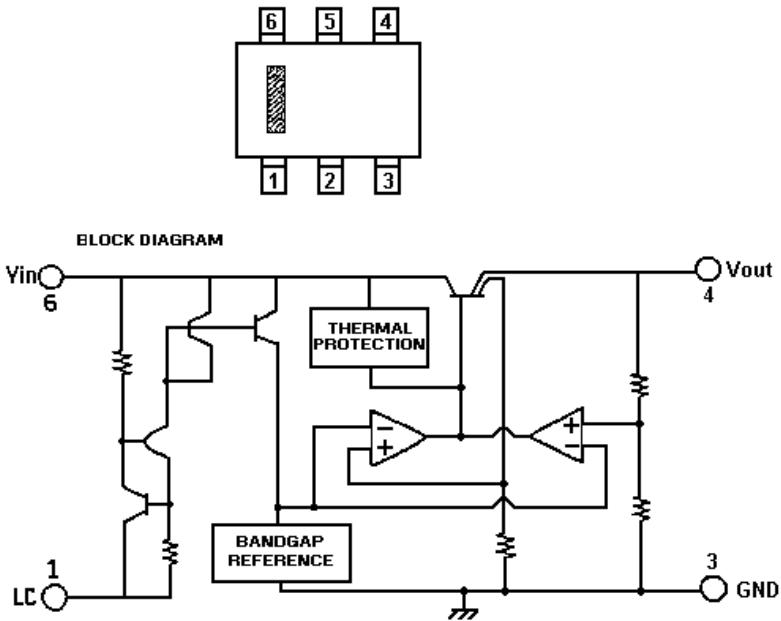 6 5 4
1 2 3
BLOCK DIAGRAM
Vin
6
Vout
4
THERMAL
PROTECTION
−
+
+
−
BANDGAP
REFERENCE
1
LC
3
GND